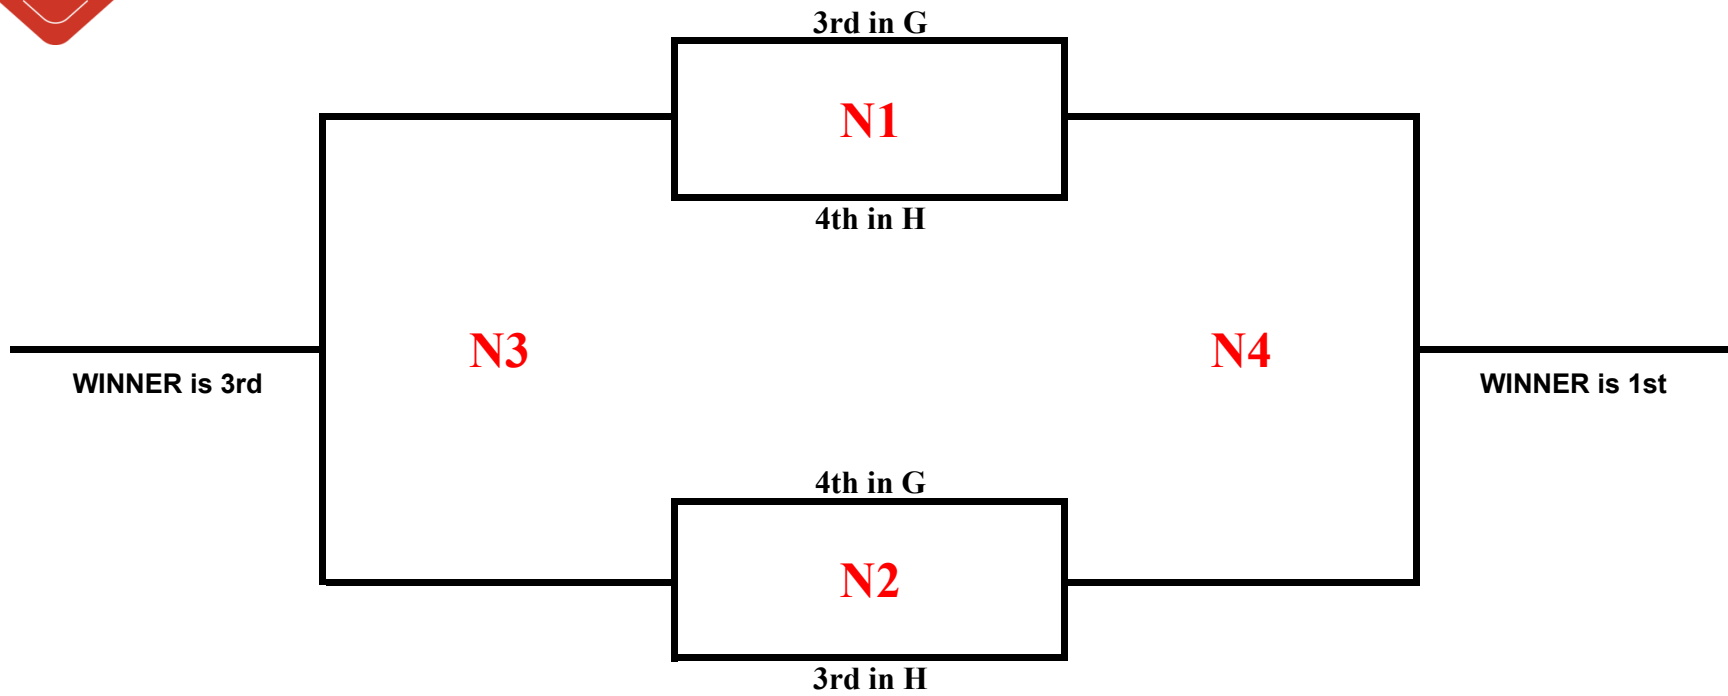 3rd in G
N1
4th in H
N3
N4
WINNER is 3rd
WINNER is 1st
4th in G
N2
3rd in H